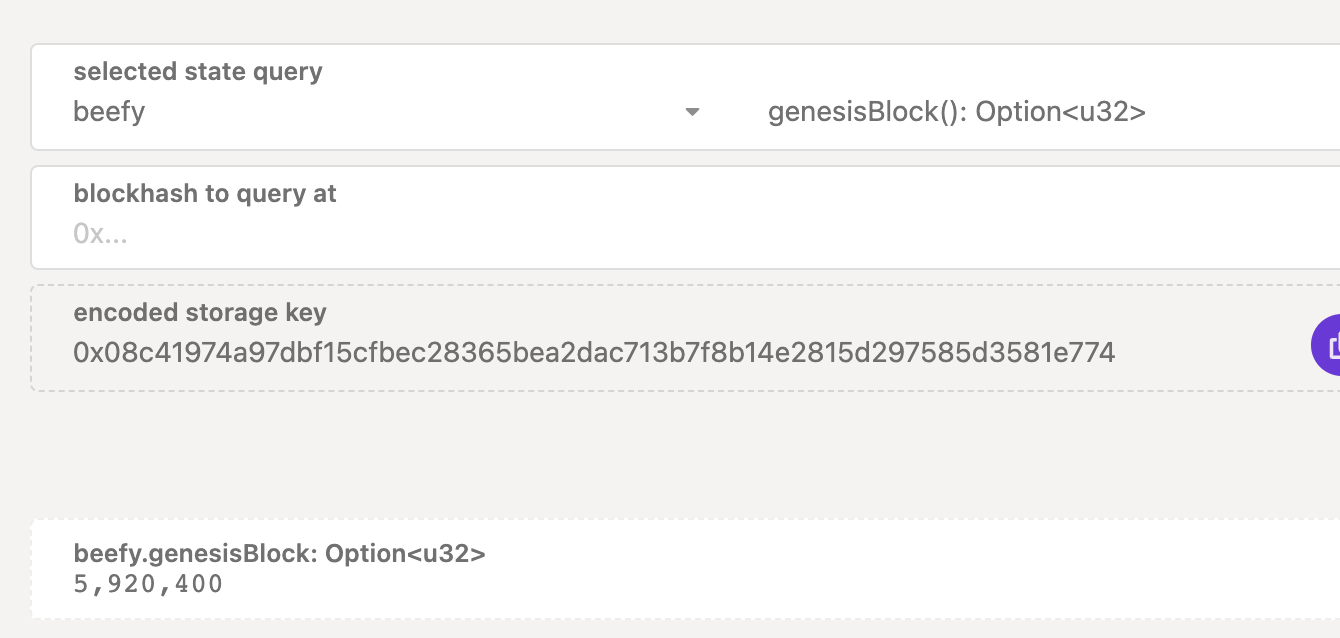 selected state query
beefy
genesisBlock(): Option<u32>
blockhash to query at
0x...
encoded storage key
0x08c41974a97dbf15cfbec28365bea2dac713b7f8b14e2815d297585d3581e774
beefy.genesisBlock: Option<u32>
5,920,400